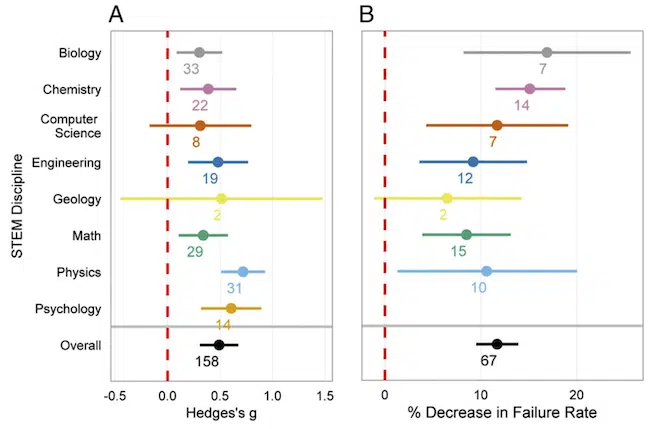 A
B
STEM Discipline
Biology
33
7
Chemistry
22
14
Computer
Science
8
7
Engineering
19
12
Geology
2
2
Math
29
15
Physics
31
10
Psychology
14
Overall
158
67
-0.5 0.0 0.5 1.0 1.5
0 10 20
Hedges's g
% Decrease in Failure Rate